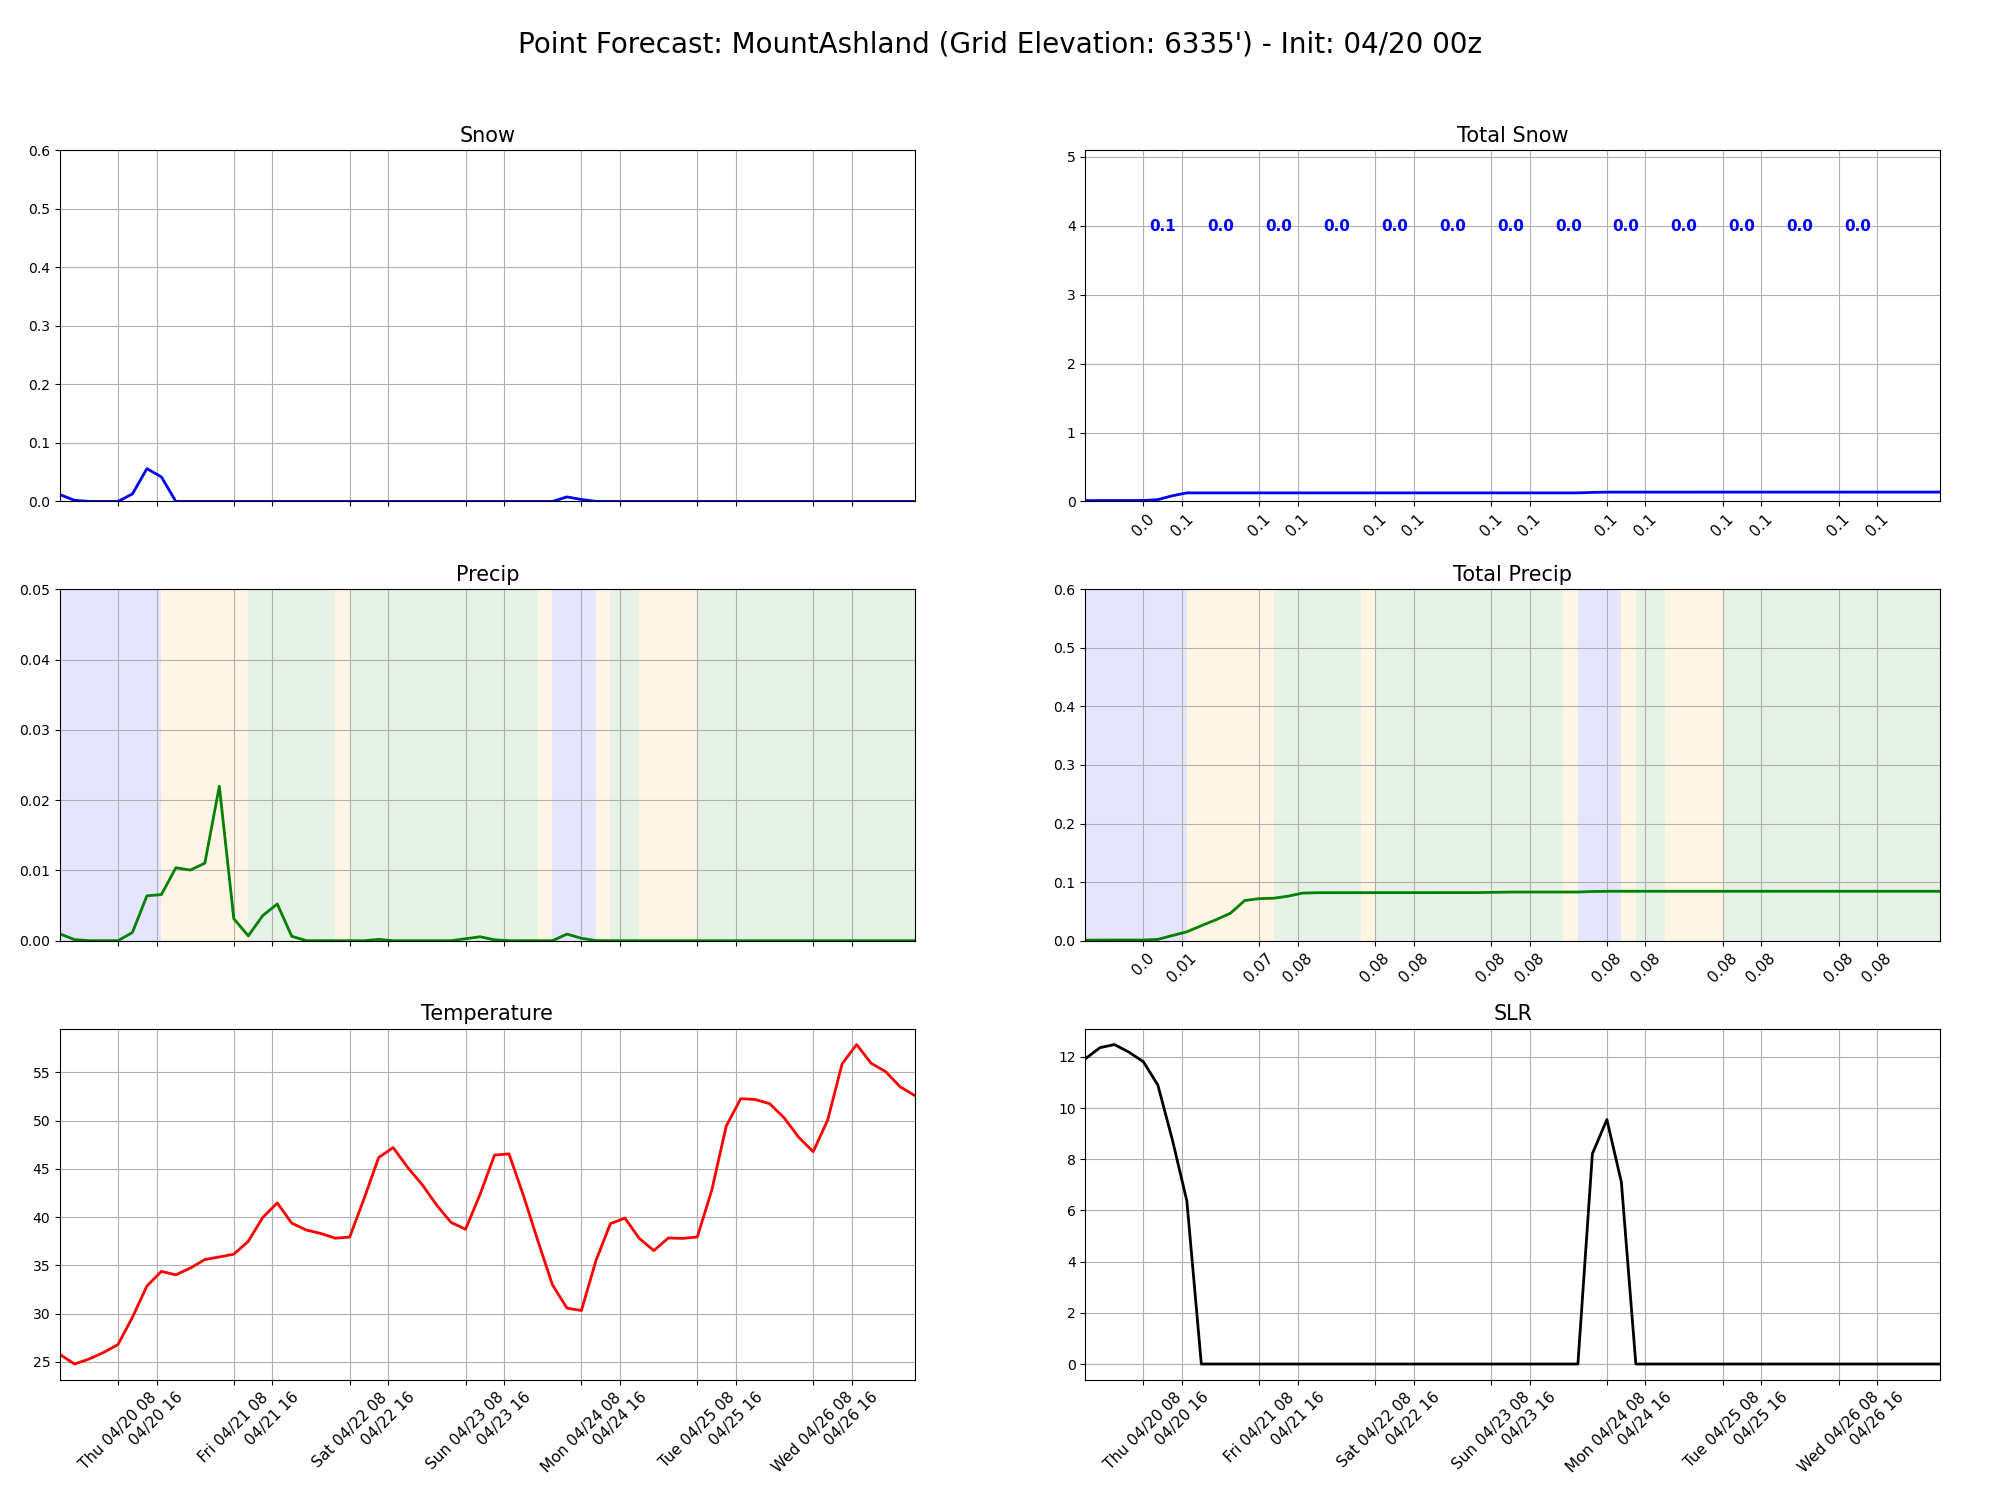 Point Forecast: MountAshland (Grid Elevation: 6335') - Init: 04/20 00z
Snow
0.6
0.5
0.4
0.3
0.2
0.1
0.0
Total Snow
5
4
3
2
1
0
0.1 0.0 0.0 0.0 0.0 0.0 0.0 0.0 0.0 0.0 0.0 0.0 0.0
0.0 0.1 0.1 0.1 0.1 0.1 0.1 0.1 0.1 0.1 0.1 0.1 0.1 0.1
Precip
0.05
0.04
0.03
0.02
0.01
0.00
Total Precip
0.6
0.5
0.4
0.3
0.2
0.1
0.0
0.0 0.01 0.07 0.08 0.08 0.08 0.08 0.08 0.08 0.08 0.08 0.08 0.08 0.08
Temperature
55
50
45
40
35
30
25
Thu 04/20 08
04/20 16
Fri 04/21 08
04/21 16
Sat 04/22 08
04/22 16
Sun 04/23 08
04/23 16
Mon 04/24 08
04/24 16
Tue 04/25 08
04/25 16
Wed 04/26 08
04/26 16
SLR
12
10
8
6
4
2
0
Thu 04/20 08
04/20 16
Fri 04/21 08
04/21 16
Sat 04/22 08
04/22 16
Sun 04/23 08
04/23 16
Mon 04/24 08
04/24 16
Tue 04/25 08
04/25 16
Wed 04/26 08
04/26 16